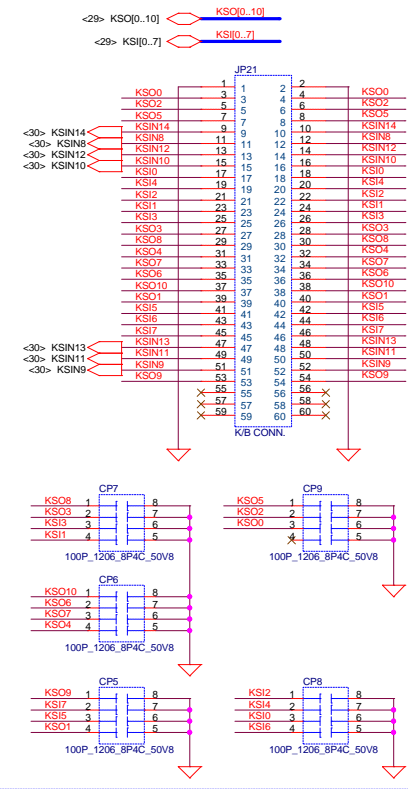 <29> KSO[0..10] KSO[0..10]
<29> KSI[0..7] KSI[0..7]
JP21
1 1 2 2
KSO0 3 3 4 4 KSO0
KSO2 5 5 6 6 KSO2
KSO5 7 7 8 8 KSO5
<30> KSIN14 KSIN14 9 9 10 10 KSIN14
<30> KSIN8 KSIN8 11 11 12 12 KSIN8
<30> KSIN12 KSIN12 13 13 14 14 KSIN12
<30> KSIN10 KSIN10 15 15 16 16 KSIN10
KSI0 17 17 18 18 KSI0
KSI4 19 19 20 20 KSI4
KSI2 21 21 22 22 KSI2
KSI1 23 23 24 24 KSI1
KSI3 25 25 26 26 KSI3
KSO3 27 27 28 28 KSO3
KSO8 29 29 30 30 KSO8
KSO4 31 31 32 32 KSO4
KSO7 33 33 34 34 KSO7
KSO6 35 35 36 36 KSO6
KSO10 37 37 38 38 KSO10
KSO1 39 39 40 40 KSO1
KSI5 41 41 42 42 KSI5
KSI6 43 43 44 44 KSI6
KSI7 45 45 46 46 KSI7
<30> KSIN13 KSIN13 47 47 48 48 KSIN13
<30> KSIN11 KSIN11 49 49 50 50 KSIN11
<30> KSIN9 KSIN9 51 51 52 52 KSIN9
KSO9 53 53 54 54 KSO9
55 55 56 56
57 57 58 58
59 59 60 60
K/B CONN.
CP7
KSO8 1 8
KSO3 2 7
KSI3 3 6
KSI1 4 5
100P_1206_8P4C_50V8
CP9
KSO5 1 8
KSO2 2 7
KSO0 3 6
4 5
100P_1206_8P4C_50V8
CP6
KSO10 1 8
KSO6 2 7
KSO7 3 6
KSO4 4 5
100P_1206_8P4C_50V8
CP5
KSO9 1 8
KSI7 2 7
KSI5 3 6
KSO1 4 5
100P_1206_8P4C_50V8
CP8
KSI2 1 8
KSI4 2 7
KSI0 3 6
KSI6 4 5
100P_1206_8P4C_50V8